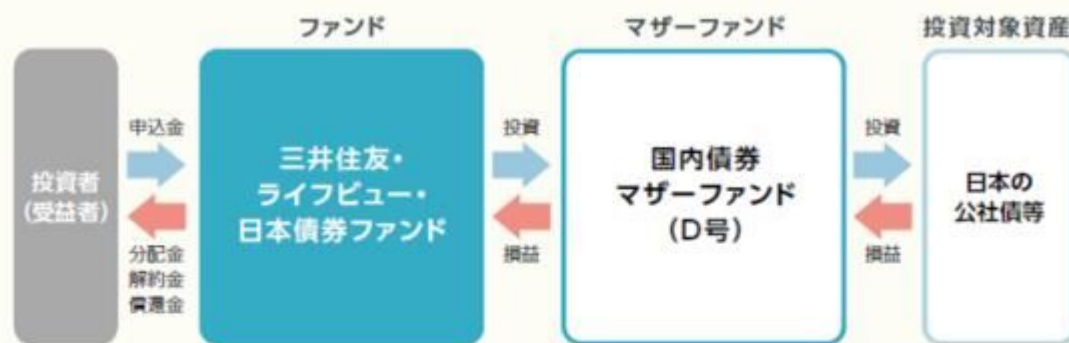 ファンド
マザーファンド
投資対象資産
投資者
(受益者)
申込金
分配金
解約金
償還金
三井住友・
ライフビュー・
日本債券ファンド
投資
損益
国内債券
マザーファンド
(D号)
投資
損益
日本の
公社債等